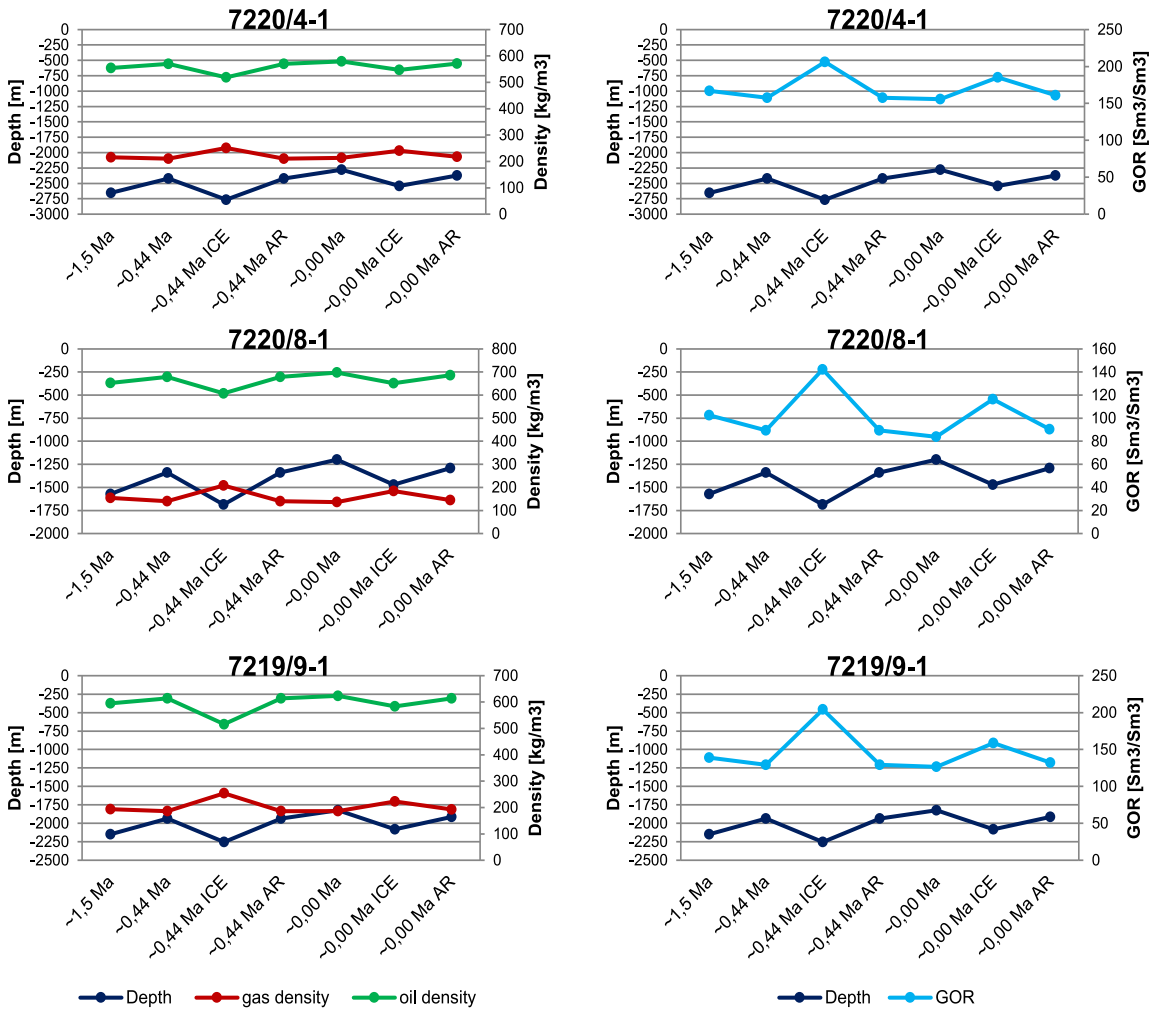 7220/4-1
Depth [m]
0
-250
-500
-750
-1000
-1250
-1500
-1750
-2000
-2250
-2500
-2750
-3000
700
600
500
400
300
200
100
0
Density [kg/m3]
~1,5 Ma
~0,44 Ma
~0,44 Ma ICE
~0,44 Ma AR
~0,00 Ma
~0,00 Ma ICE
~0,00 Ma AR
7220/4-1
Depth [m]
0
-250
-500
-750
-1000
-1250
-1500
-1750
-2000
-2250
-2500
-2750
-3000
250
200
150
100
50
0
GOR [Sm3/Sm3]
~1,5 Ma
~0,44 Ma
~0,44 Ma ICE
~0,44 Ma AR
~0,00 Ma
~0,00 Ma ICE
~0,00 Ma AR
7220/8-1
Depth [m]
0
-250
-500
-750
-1000
-1250
-1500
-1750
-2000
800
700
600
500
400
300
200
100
0
Density [kg/m3]
~1,5 Ma
~0,44 Ma
~0,44 Ma ICE
~0,44 Ma AR
~0,00 Ma
~0,00 Ma ICE
~0,00 Ma AR
7220/8-1
Depth [m]
0
-250
-500
-750
-1000
-1250
-1500
-1750
-2000
160
140
120
100
80
60
40
20
0
GOR [Sm3/Sm3]
~1,5 Ma
~0,44 Ma
~0,44 Ma ICE
~0,44 Ma AR
~0,00 Ma
~0,00 Ma ICE
~0,00 Ma AR
7219/9-1
Depth [m]
0
-250
-500
-750
-1000
-1250
-1500
-1750
-2000
-2250
-2500
700
600
500
400
300
200
100
0
Density [kg/m3]
~1,5 Ma
~0,44 Ma
~0,44 Ma ICE
~0,44 Ma AR
~0,00 Ma
~0,00 Ma ICE
~0,00 Ma AR
7219/9-1
Depth [m]
0
-250
-500
-750
-1000
-1250
-1500
-1750
-2000
-2250
-2500
250
200
150
100
50
0
GOR [Sm3/Sm3]
~1,5 Ma
~0,44 Ma
~0,44 Ma ICE
~0,44 Ma AR
~0,00 Ma
~0,00 Ma ICE
~0,00 Ma AR
Depth gas density oil density
Depth GOR